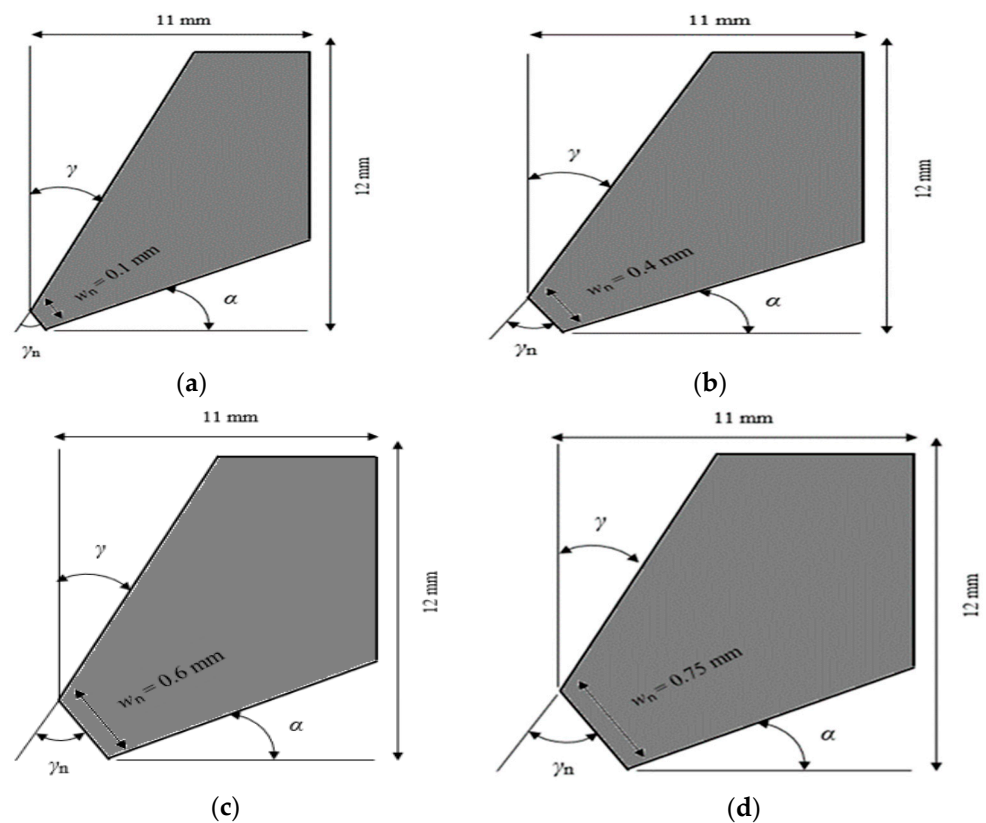 11 mm
γ
12 mm
wn = 0.1 mm
α
γn
(a)
11 mm
γ
12 mm
wn = 0.4 mm
α
γn
(b)
11 mm
γ
12 mm
wn = 0.6 mm
α
γn
(c)
11 mm
γ
12 mm
wn = 0.75 mm
α
γn
(d)